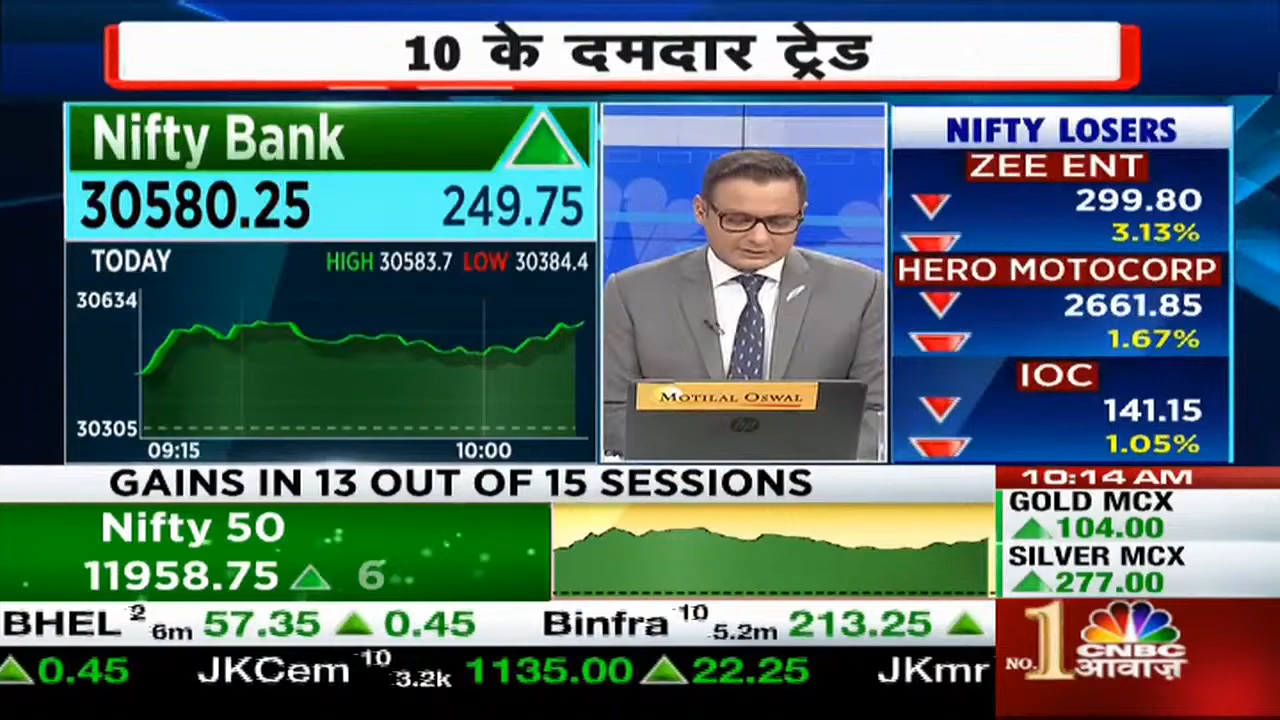 10 के दमदार ट्रेड
Nifty Bank
30580.25 249.75
TODAY HIGH 30583.7 LOW 30384.4
30634
30305
09:15 10:00
MOTILAL OSWAL
hp
NIFTY LOSERS
ZEE ENT
299.80
3.13%
HERO MOTOCORP
2661.85
1.67%
IOC
141.15
1.05%
GAINS IN 13 OUT OF 15 SESSIONS
Nifty 50
11958.75 6
10:14 AM
GOLD MCX
104.00
SILVER MCX
277.00
BHEL 2 6m 57.35 0.45 Binfra 10 5.2m 213.25
0.45 JKCem 10 3.2k 1135.00 22.25 JKmr
NO. 1 CNBC
आवाज़